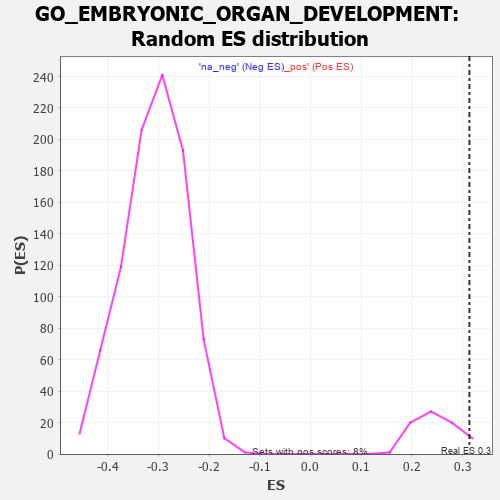 GO_EMBRYONIC_ORGAN_DEVELOPMENT:
Random ES distribution
'na_neg' (Neg ES)_pos' (Pos ES)
240
220
200
180
160
140
120
100
80
60
40
20
0
P(ES)
Sets with pos scores: 8%
Real ES 0.3
-0.4 -0.3 -0.2 -0.1 0.0 0.1 0.2 0.3
ES